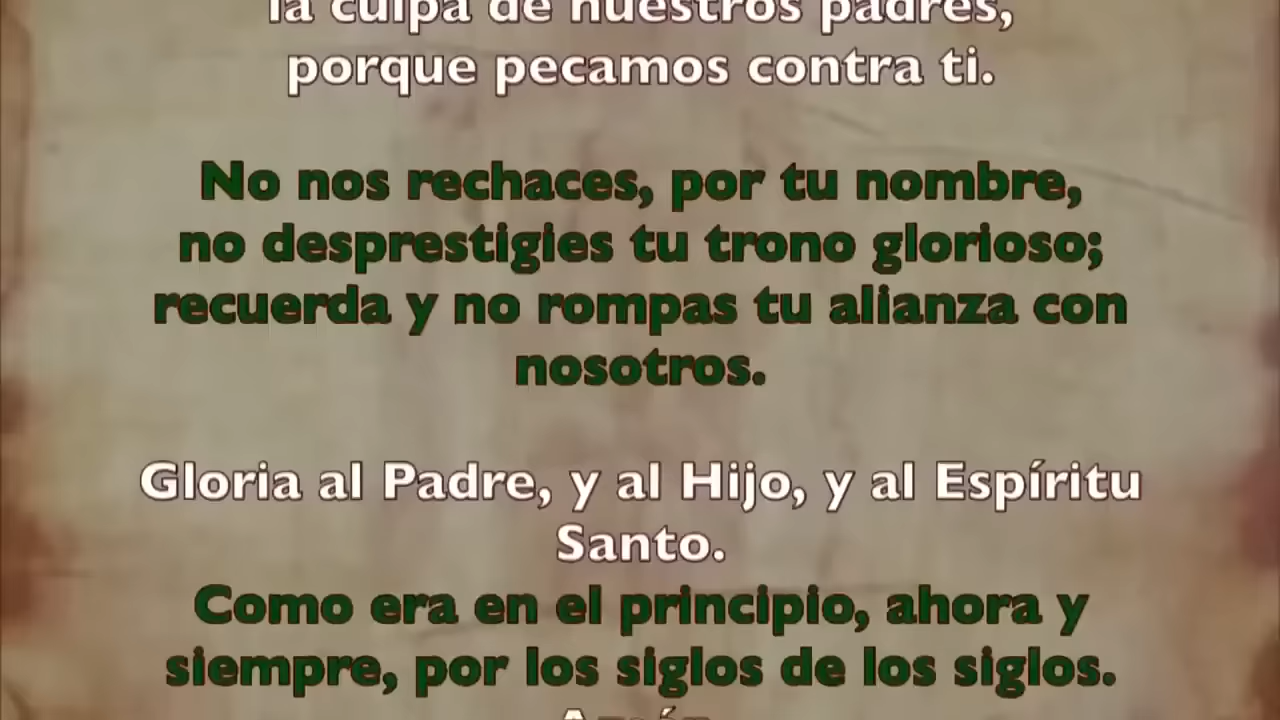 la culpa de nuestros padres,
porque pecamos contra ti.
No nos rechaces, por tu nombre,
no desprestigies tu trono glorioso;
recuerda y no rompas tu alianza con
nosotros.
Gloria al Padre, y al Hijo, y al Espíritu
Santo.
Como era en el principio, ahora y
siempre, por los siglos de los siglos.